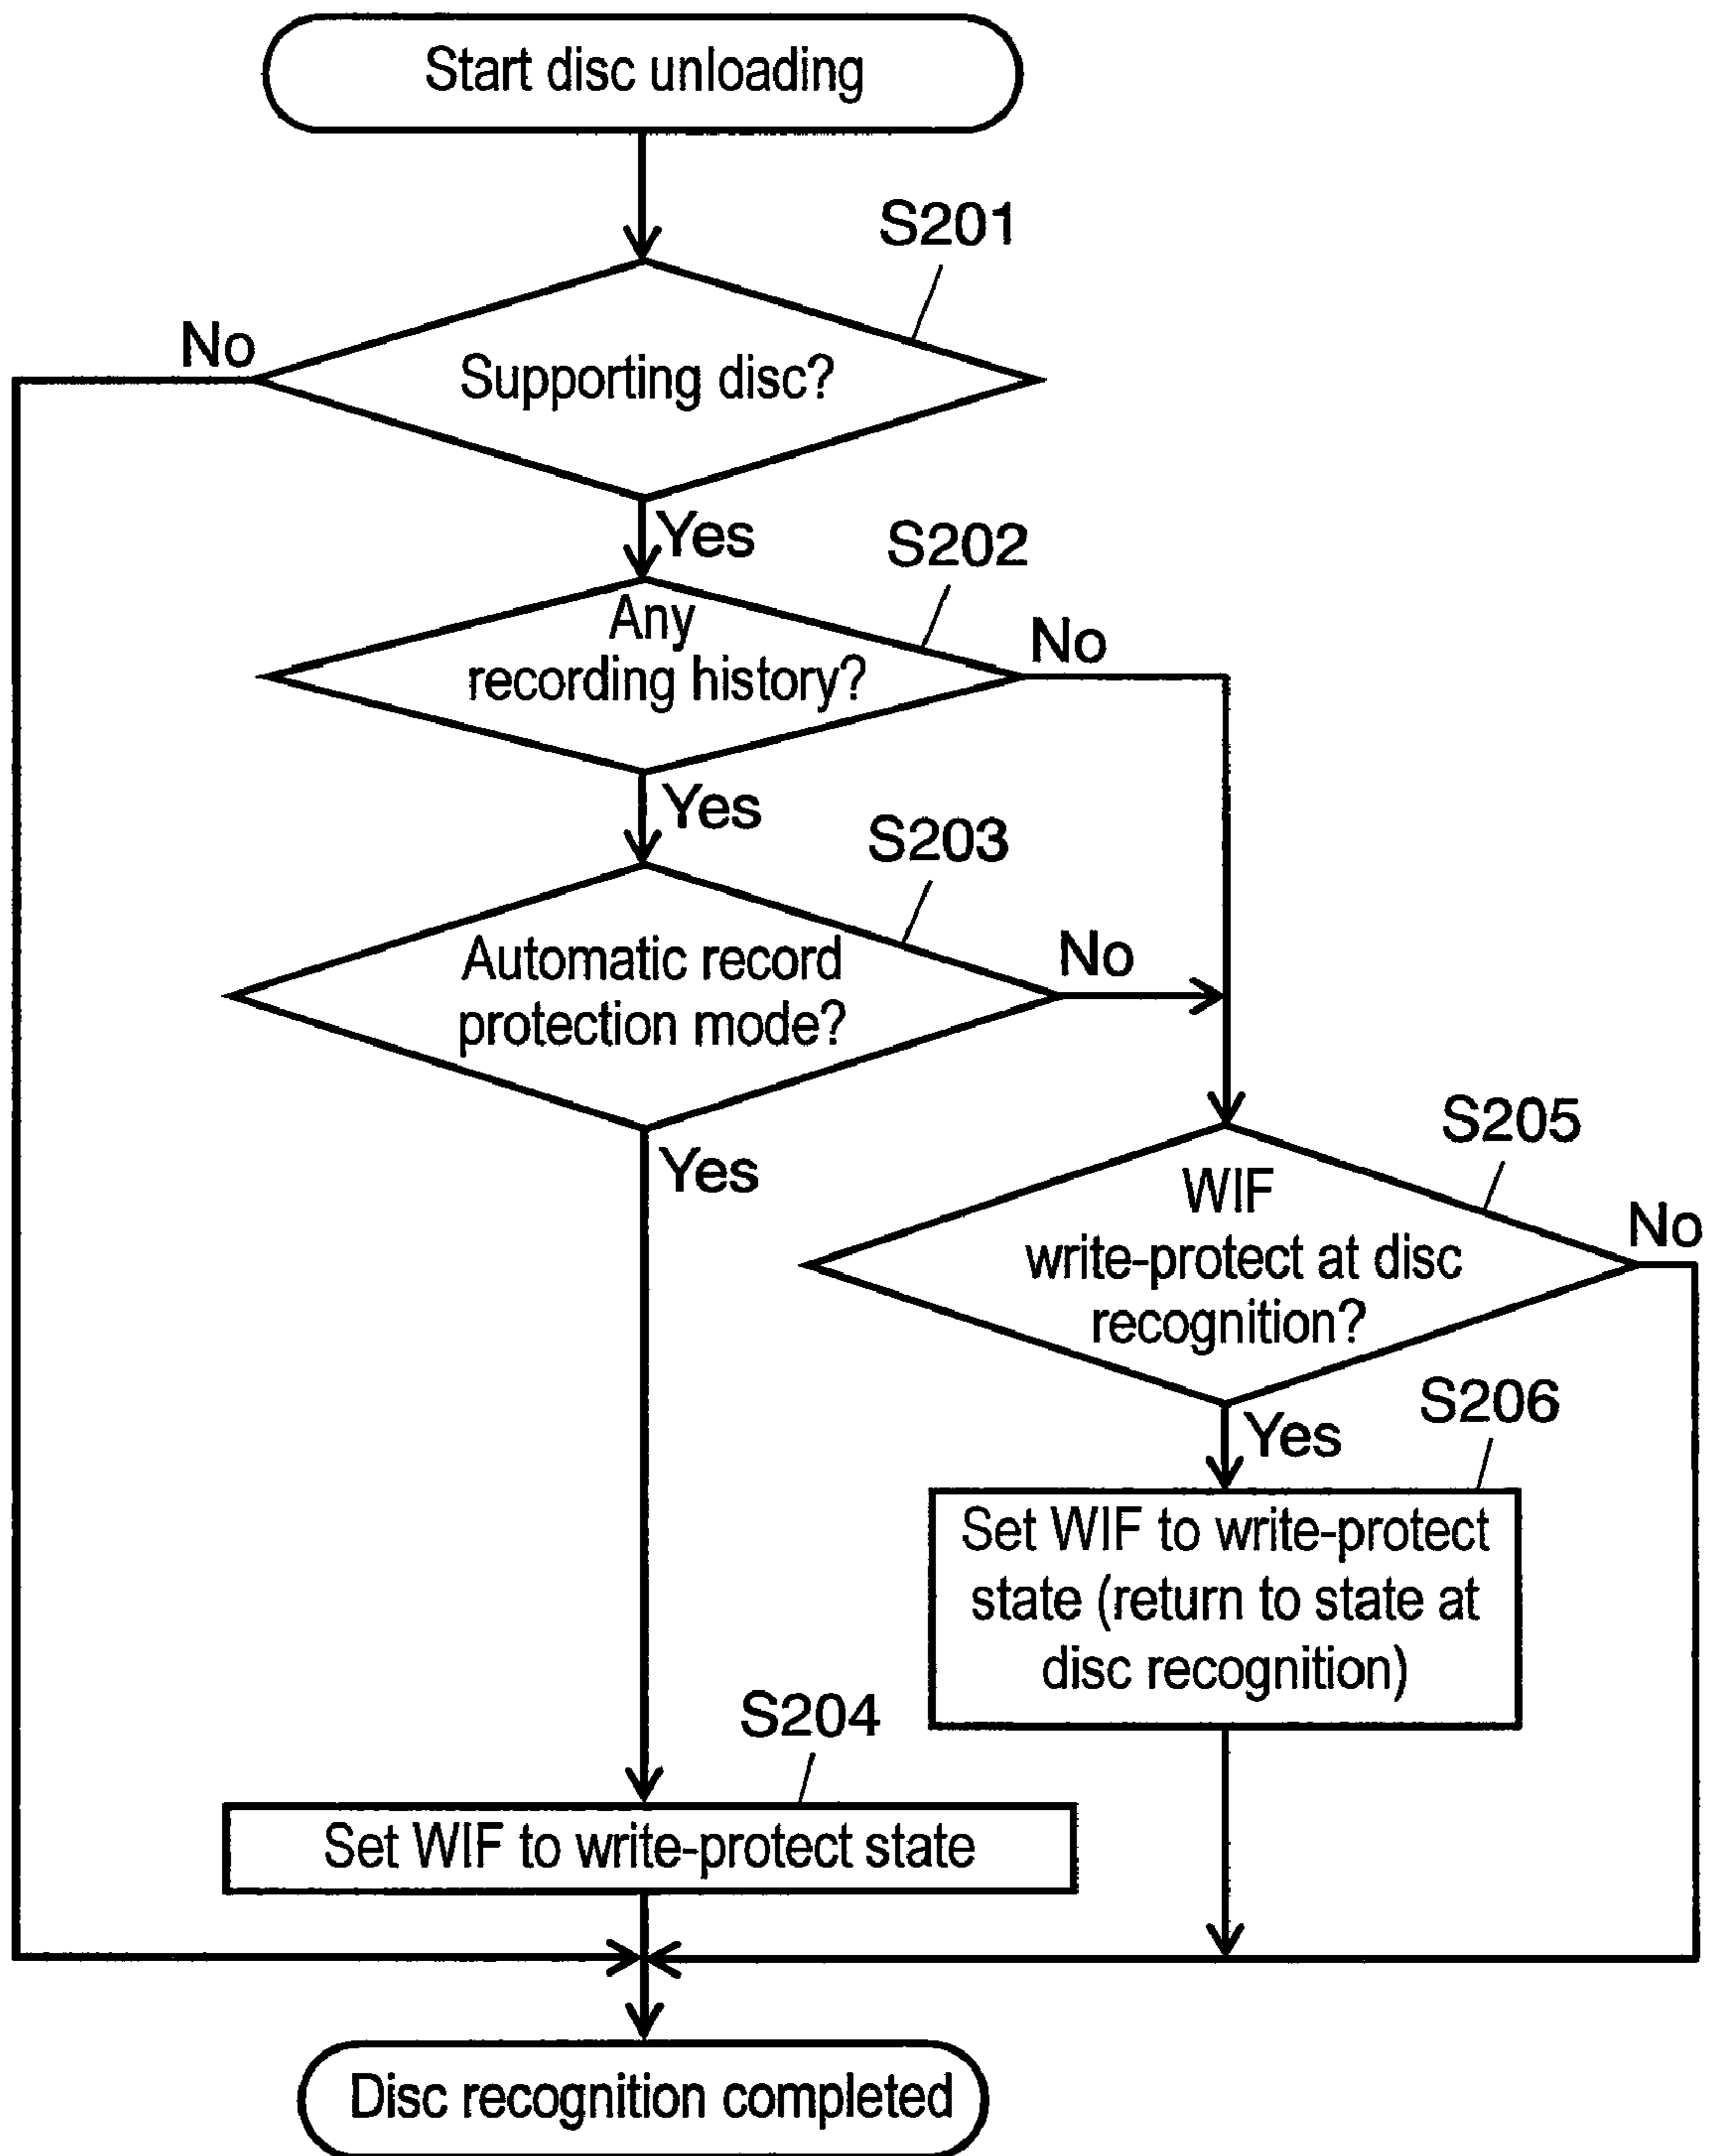 Start disc unloading
S201
No
Supporting disc?
Yes
S202
Any
recording history?
No
Yes
S203
Automatic record
protection mode?
No
Yes
S205
WIF
write-protect at disc
recognition?
No
Yes
S206
Set WIF to write-protect
state (return to state at
disc recognition)
S204
Set WIF to write-protect state
Disc recognition completed